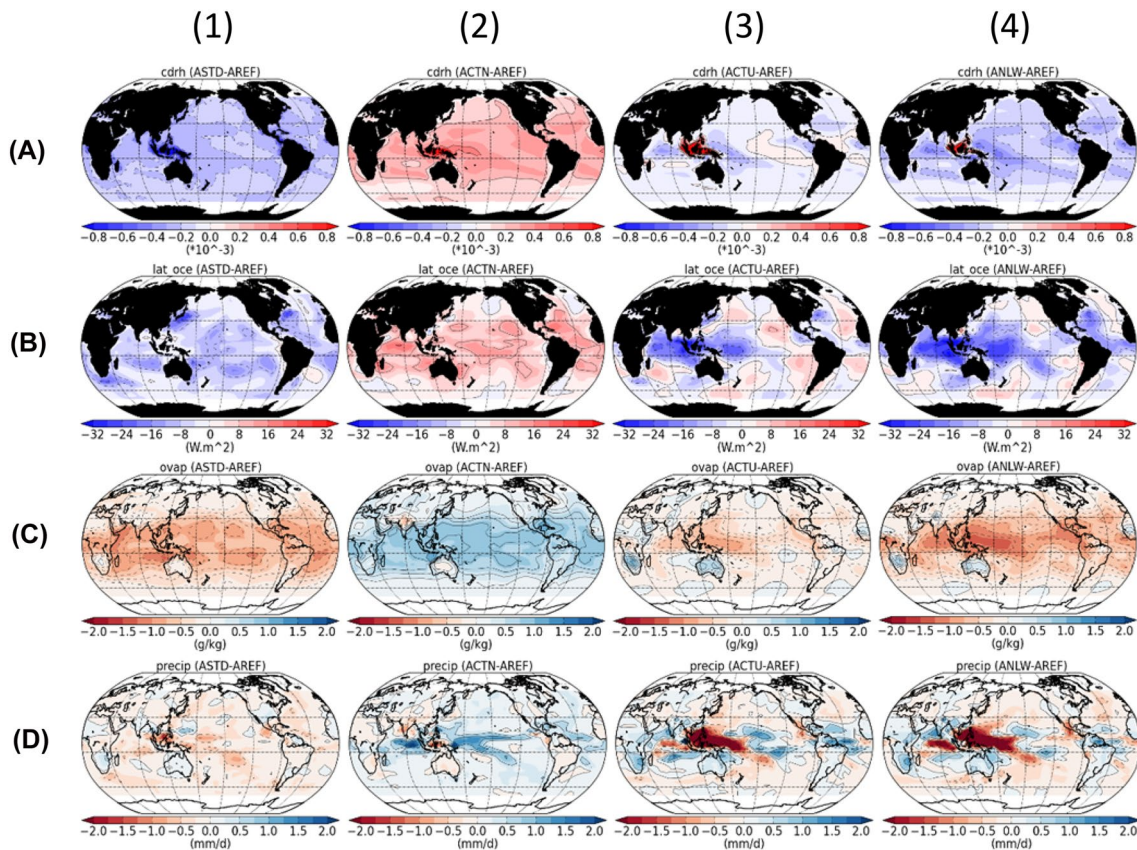 (1) (2) (3) (4)
(A)
cdrh (ASTD-AREF) cdrh (ACTN-AREF) cdrh (ACTU-AREF) cdrh (ANLW-AREF)
−0.8 −0.6 −0.4 −0.2 0.0 0.2 0.4 0.6 0.8 −0.8 −0.6 −0.4 −0.2 0.0 0.2 0.4 0.6 0.8 −0.8 −0.6 −0.4 −0.2 0.0 0.2 0.4 0.6 0.8 −0.8 −0.6 −0.4 −0.2 0.0 0.2 0.4 0.6 0.8
(*10^-3) (*10^-3) (*10^-3) (*10^-3)
(B)
lat_oce (ASTD-AREF) lat_oce (ACTN-AREF) lat_oce (ACTU-AREF) lat_oce (ANLW-AREF)
−32 −24 −16 −8 0 8 16 24 32 −32 −24 −16 −8 0 8 16 24 32 −32 −24 −16 −8 0 8 16 24 32 −32 −24 −16 −8 0 8 16 24 32
(W.m^2) (W.m^2) (W.m^2) (W.m^2)
(C)
ovap (ASTD-AREF) ovap (ACTN-AREF) ovap (ACTU-AREF) ovap (ANLW-AREF)
−2.0 −1.5 −1.0 −0.5 0.0 0.5 1.0 1.5 2.0 −2.0 −1.5 −1.0 −0.5 0.0 0.5 1.0 1.5 2.0 −2.0 −1.5 −1.0 −0.5 0.0 0.5 1.0 1.5 2.0 −2.0 −1.5 −1.0 −0.5 0.0 0.5 1.0 1.5 2.0
(g/kg) (g/kg) (g/kg) (g/kg)
(D)
precip (ASTD-AREF) precip (ACTN-AREF) precip (ACTU-AREF) precip (ANLW-AREF)
−2.0 −1.5 −1.0 −0.5 0.0 0.5 1.0 1.5 2.0 −2.0 −1.5 −1.0 −0.5 0.0 0.5 1.0 1.5 2.0 −2.0 −1.5 −1.0 −0.5 0.0 0.5 1.0 1.5 2.0 −2.0 −1.5 −1.0 −0.5 0.0 0.5 1.0 1.5 2.0
(mm/d) (mm/d) (mm/d) (mm/d)